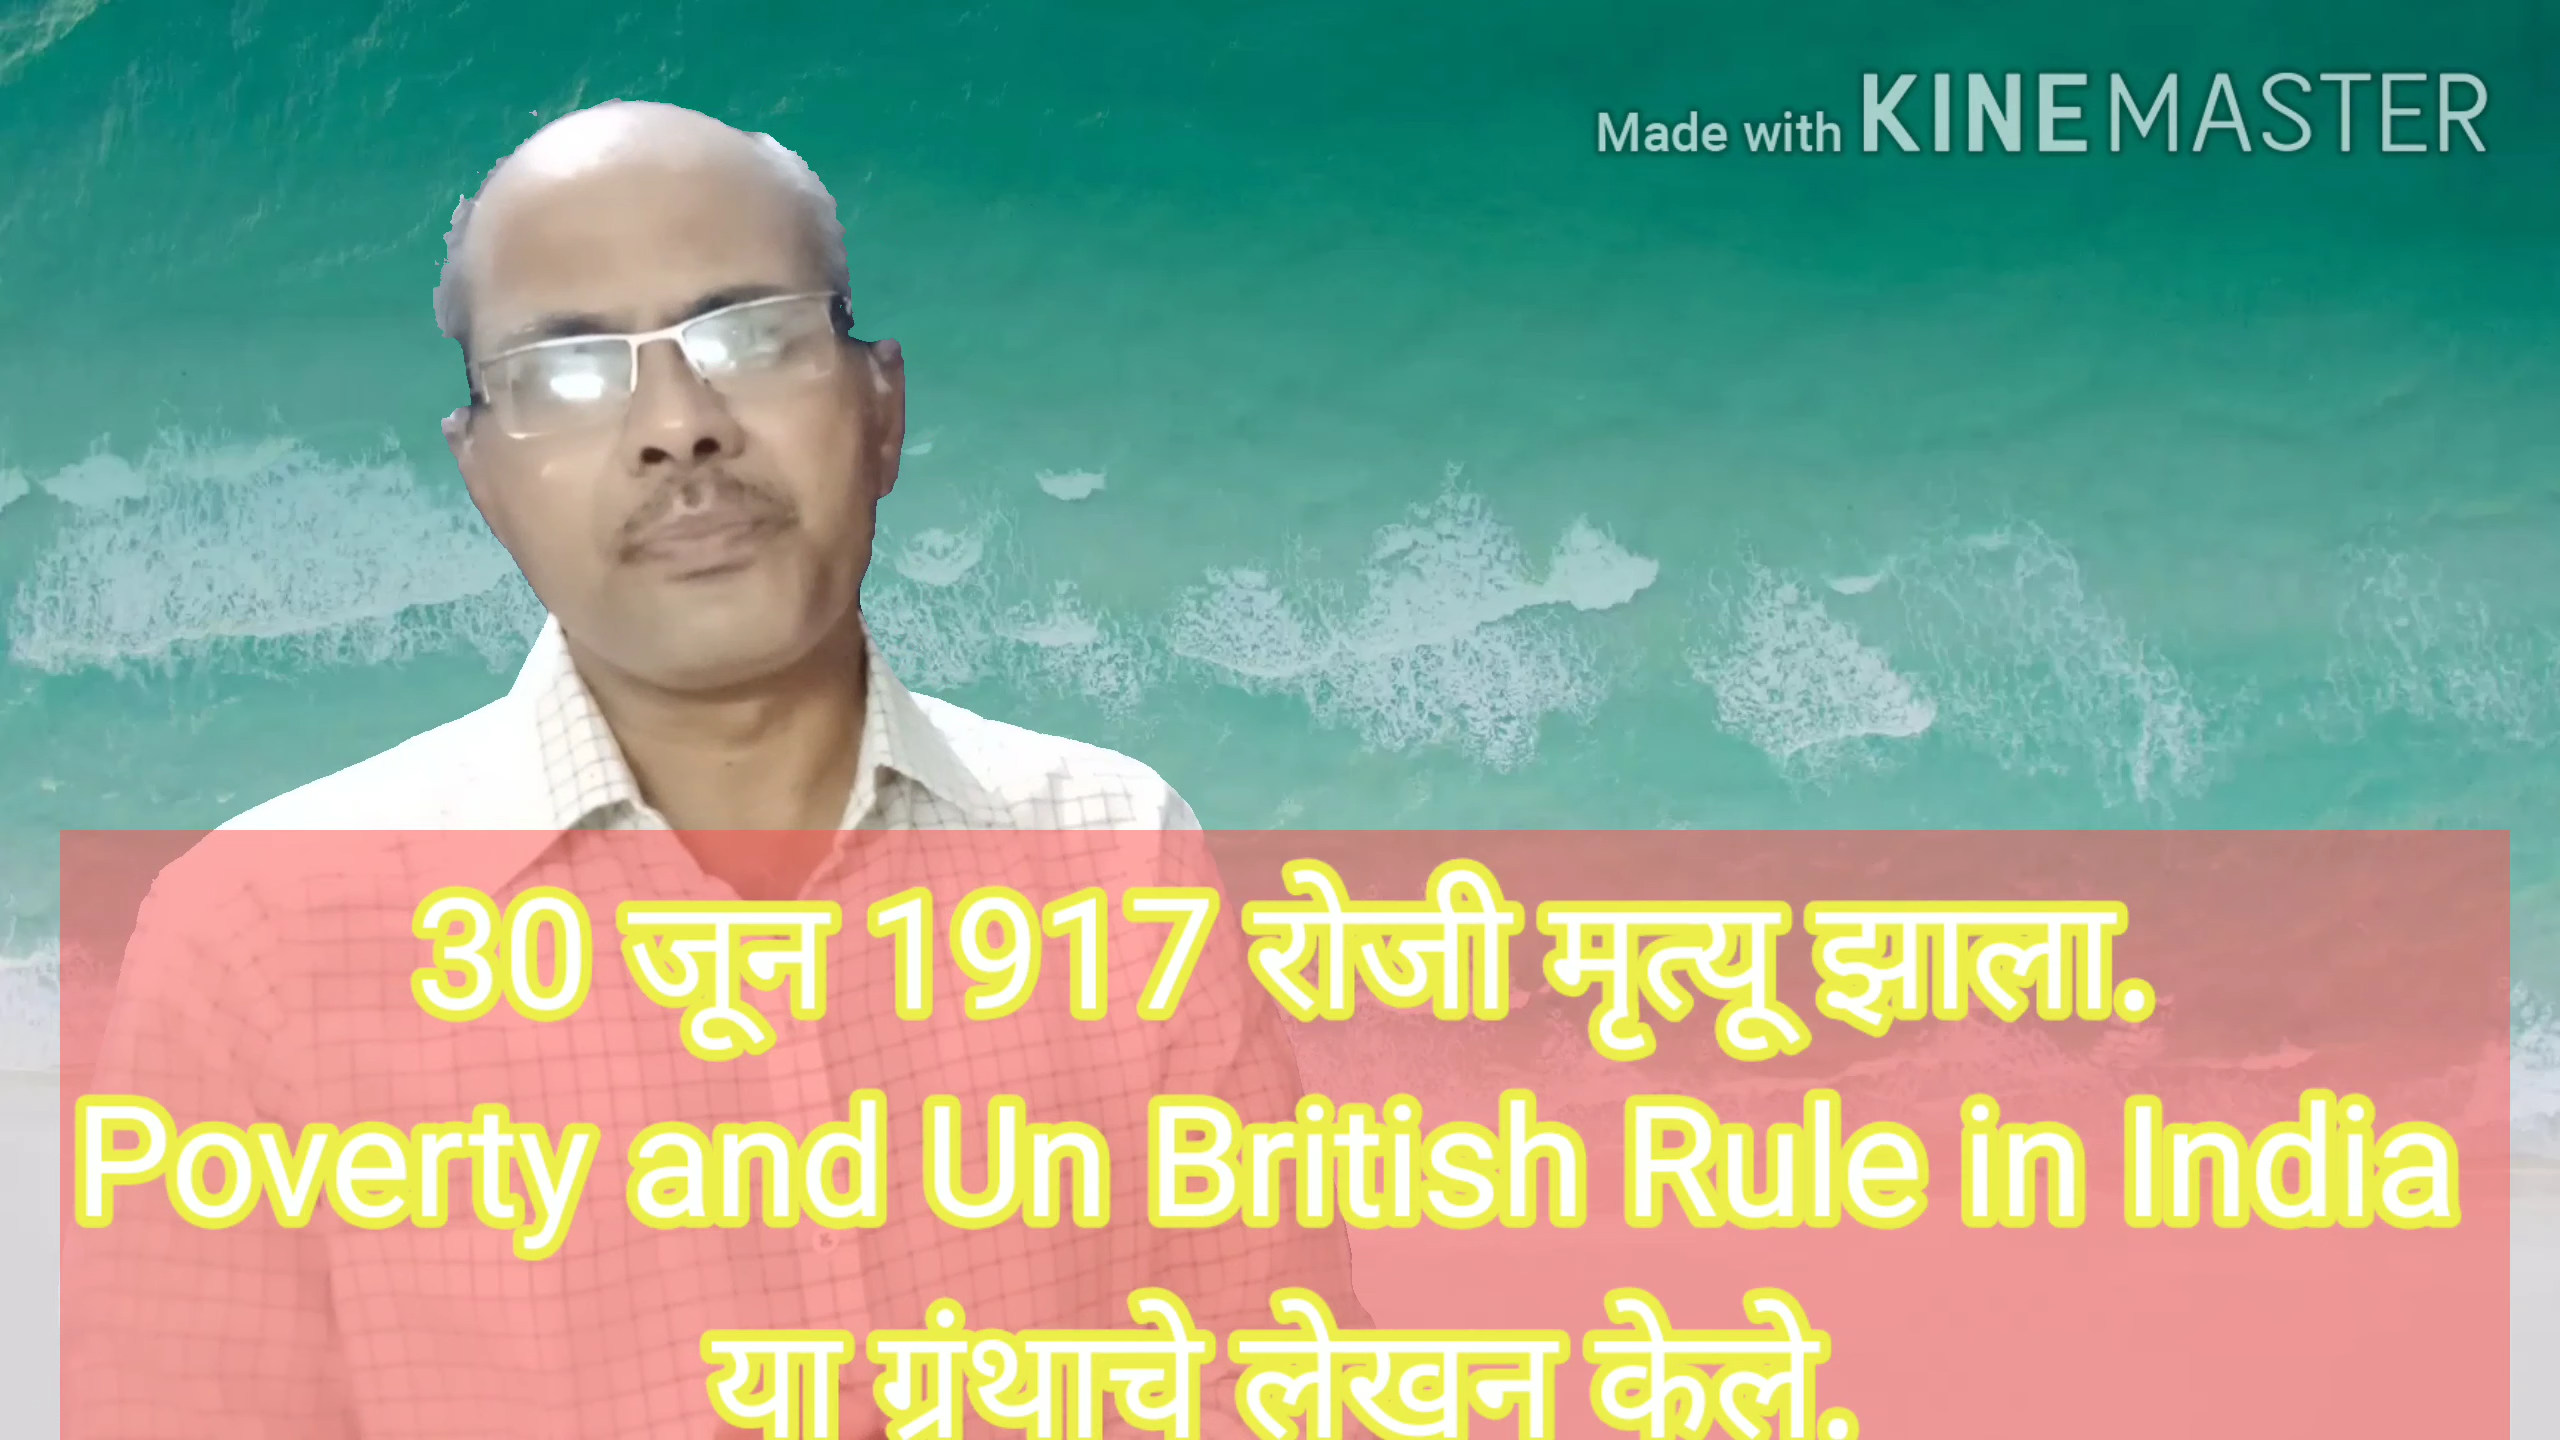 Made with KINEMASTER
30 जून 1917 रोजी मृत्यू झाला.
Poverty and Un British Rule in India
या ग्रंथाचे लेखन केले.